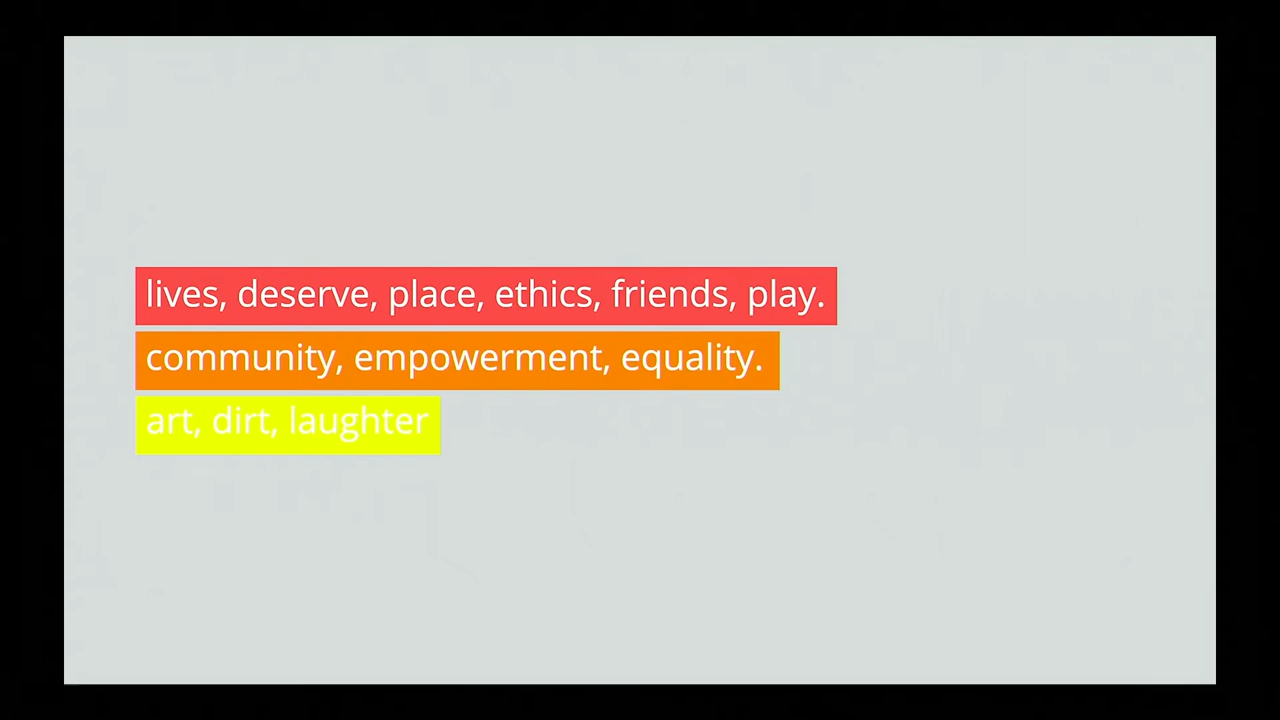 lives, deserve, place, ethics, friends, play.
community, empowerment, equality.
art, dirt, laughter